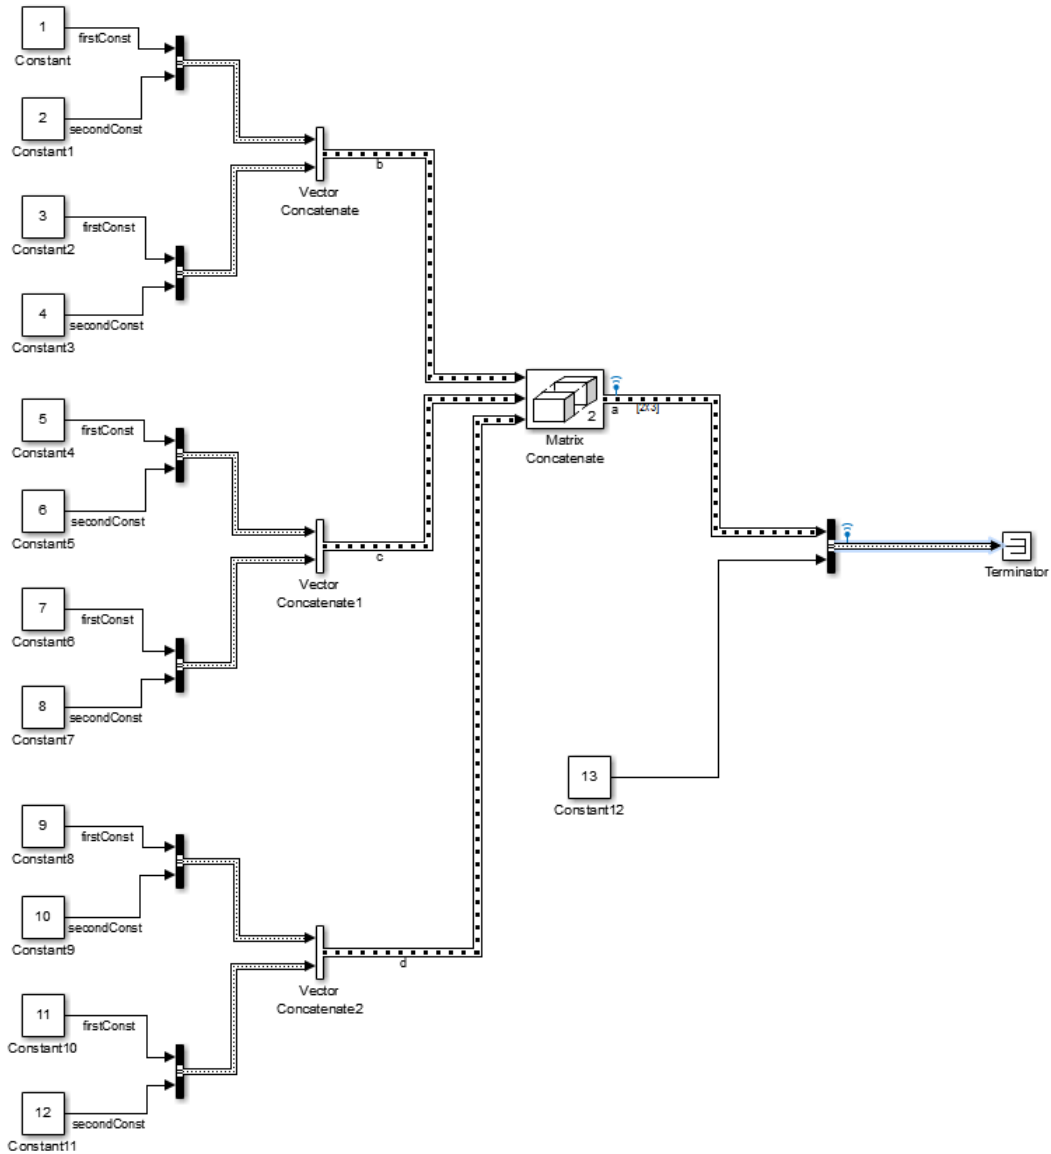 1
firstConst
Constant
2
secondConst
Constant1
b
Vector
Concatenate
3
firstConst
Constant2
4
secondConst
Constant3
2
a
[2x3]
Matrix
Concatenate
5
firstConst
Constant4
6
secondConst
Constant5
c
Vector
Concatenate1
Terminator
7
firstConst
Constant6
8
secondConst
Constant7
13
Constant12
9
firstConst
Constant8
10
secondConst
Constant9
d
Vector
Concatenate2
11
firstConst
Constant10
12
secondConst
Constant11